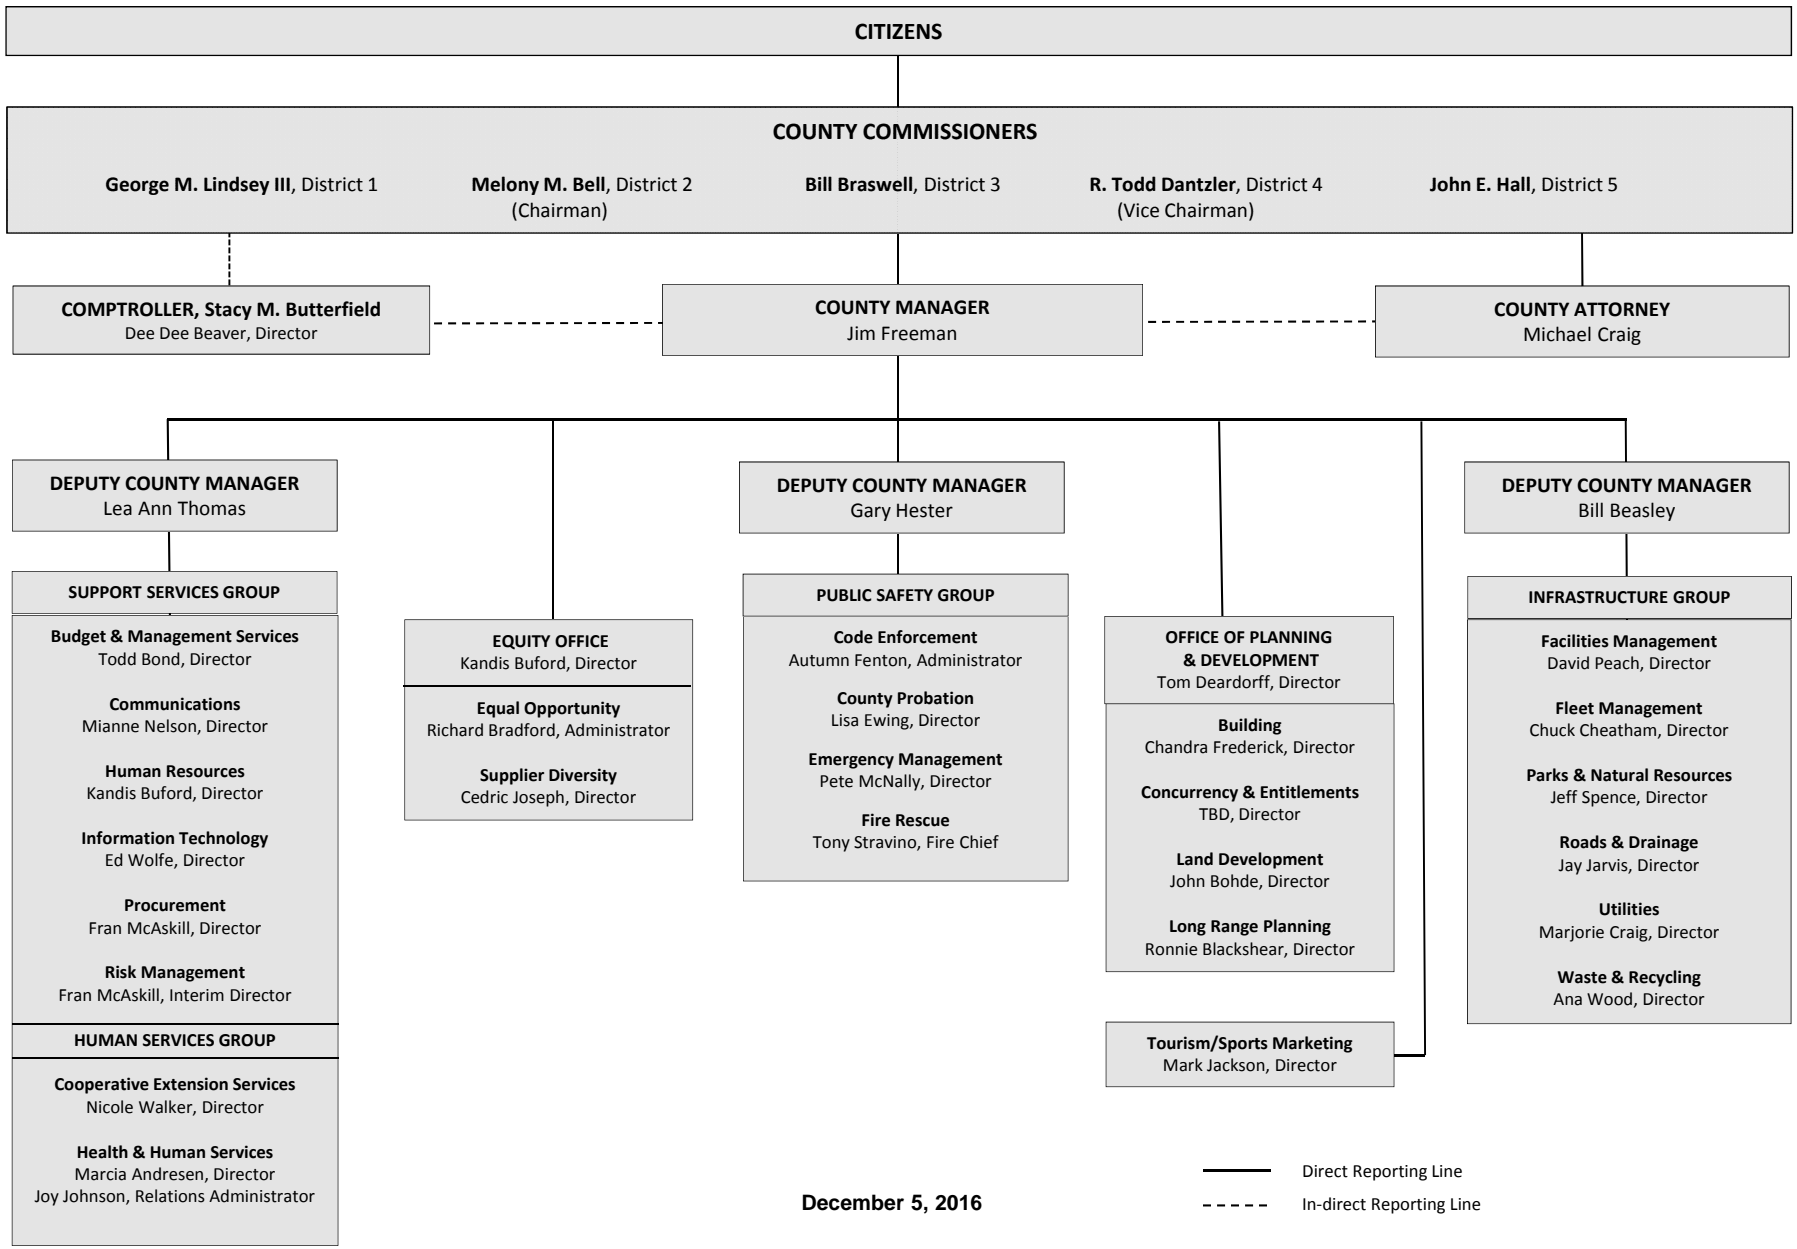 CITIZENS
COUNTY COMMISSIONERS
George M. Lindsey III, District 1
Melony M. Bell, District 2
(Chairman)
Bill Braswell, District 3
R. Todd Dantzler, District 4
(Vice Chairman)
John E. Hall, District 5
COMPTROLLER, Stacy M. Butterfield
Dee Dee Beaver, Director
COUNTY MANAGER
Jim Freeman
COUNTY ATTORNEY
Michael Craig
DEPUTY COUNTY MANAGER
Lea Ann Thomas
SUPPORT SERVICES GROUP
Budget & Management Services
Todd Bond, Director
Communications
Mianne Nelson, Director
Human Resources
Kandis Buford, Director
Information Technology
Ed Wolfe, Director
Procurement
Fran McAskill, Director
Risk Management
Fran McAskill, Interim Director
HUMAN SERVICES GROUP
Cooperative Extension Services
Nicole Walker, Director
Health & Human Services
Marcia Andresen, Director
Joy Johnson, Relations Administrator
EQUITY OFFICE
Kandis Buford, Director
Equal Opportunity
Richard Bradford, Administrator
Supplier Diversity
Cedric Joseph, Director
DEPUTY COUNTY MANAGER
Gary Hester
PUBLIC SAFETY GROUP
Code Enforcement
Autumn Fenton, Administrator
County Probation
Lisa Ewing, Director
Emergency Management
Pete McNally, Director
Fire Rescue
Tony Stravino, Fire Chief
OFFICE OF PLANNING
& DEVELOPMENT
Tom Deardorff, Director
Building
Chandra Frederick, Director
Concurrency & Entitlements
TBD, Director
Land Development
John Bohde, Director
Long Range Planning
Ronnie Blackshear, Director
Tourism/Sports Marketing
Mark Jackson, Director
DEPUTY COUNTY MANAGER
Bill Beasley
INFRASTRUCTURE GROUP
Facilities Management
David Peach, Director
Fleet Management
Chuck Cheatham, Director
Parks & Natural Resources
Jeff Spence, Director
Roads & Drainage
Jay Jarvis, Director
Utilities
Marjorie Craig, Director
Waste & Recycling
Ana Wood, Director
December 5, 2016
Direct Reporting Line
In-direct Reporting Line